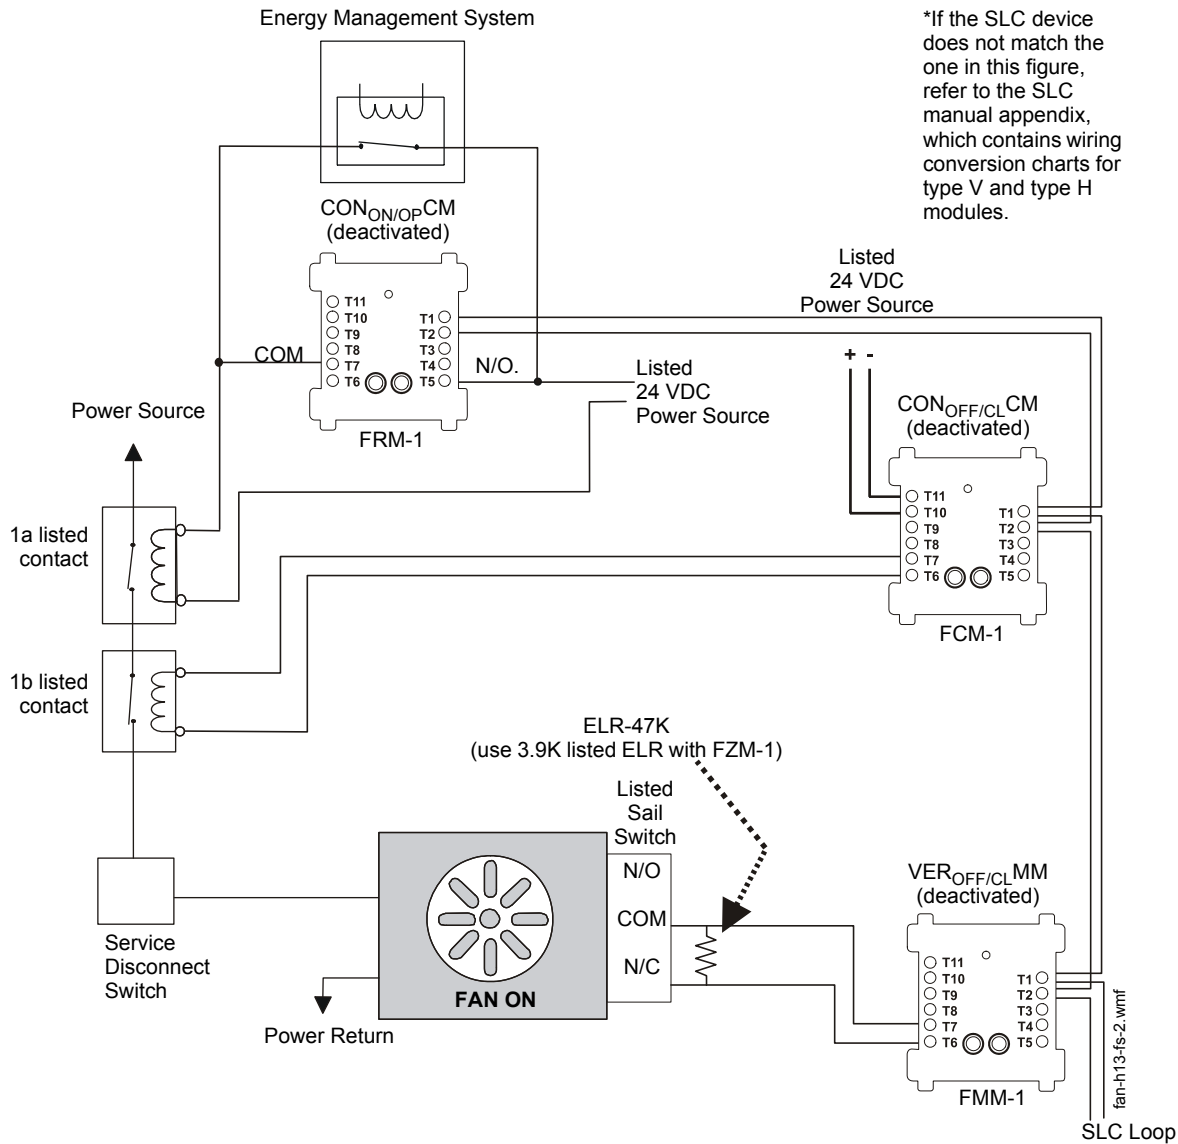 Energy Management System
*If the SLC device
does not match the
one in this figure,
refer to the SLC
manual appendix,
which contains wiring
conversion charts for
type V and type H
modules.
CONON/OPCM
(deactivated)
T11
T10
T9
T8
T7
T6
T1
T2
T3
T4
T5
COM
N/O.
FRM-1
Listed
24 VDC
Power Source
Listed
24 VDC
Power Source
+ -
CONOFF/CLCM
(deactivated)
T11
T10
T9
T8
T7
T6
T1
T2
T3
T4
T5
FCM-1
Power Source
1a listed
contact
1b listed
contact
ELR-47K
(use 3.9K listed ELR with FZM-1)
Listed
Sail
Switch
N/O
COM
N/C
FAN ON
Service
Disconnect
Switch
Power Return
VEROFF/CLMM
(deactivated)
T11
T10
T9
T8
T7
T6
T1
T2
T3
T4
T5
FMM-1
fan-h13-fs-2.wmf
SLC Loop